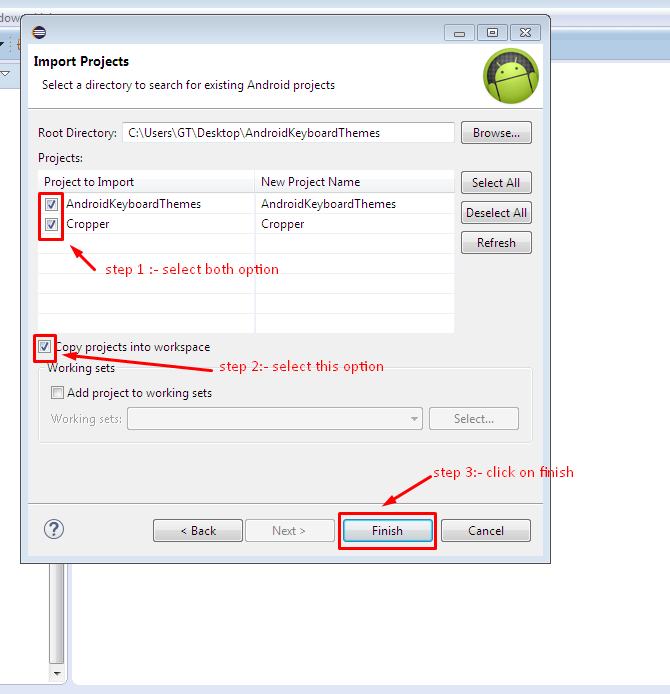 Import Projects
Select a directory to search for existing Android projects
Root Directory: C:\Users\GT\Desktop\AndroidKeyboardThemes Browse...
Projects:
Project to Import New Project Name Select All
AndroidKeyboardThemes AndroidKeyboardThemes
Cropper Cropper Deselect All
Refresh
step 1 :- select both option
Copy projects into workspace
step 2:- select this option
Working sets
Add project to working sets
Working sets: Select...
step 3:- click on finish
? < Back Next > Finish Cancel